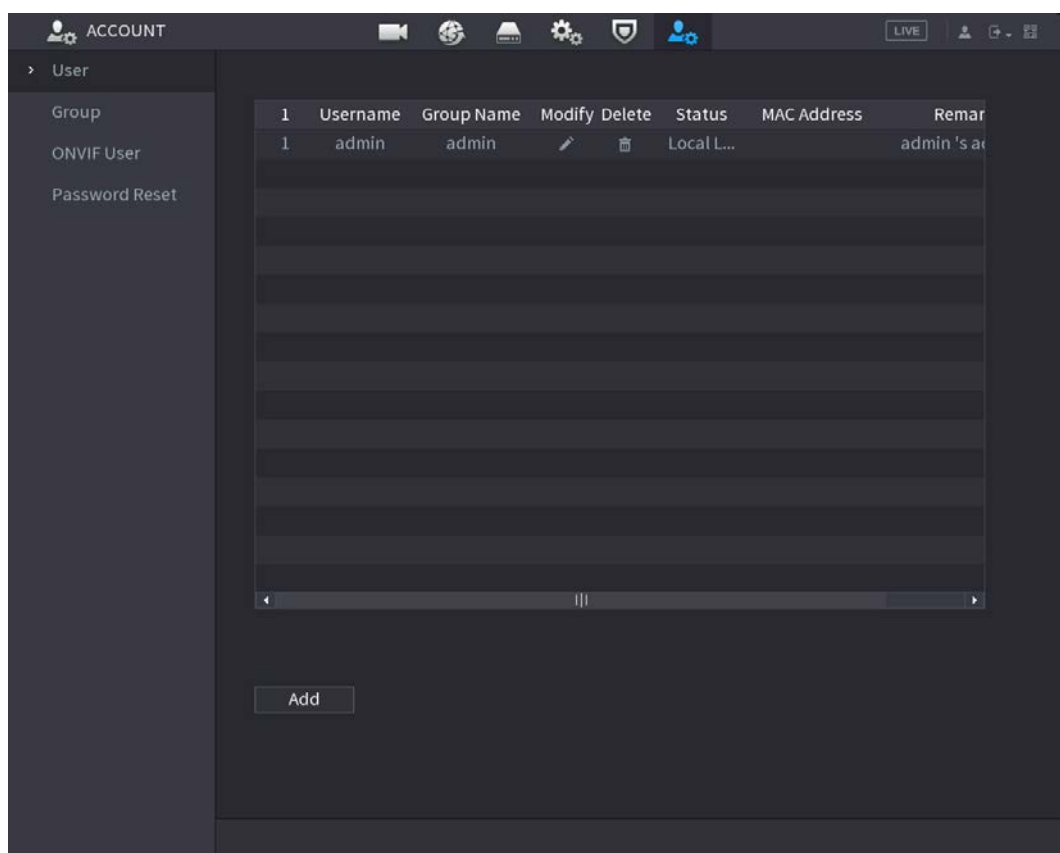 ACCOUNT LIVE
User
Group
ONVIF User
Password Reset
1 Username Group Name Modify Delete Status MAC Address Remar
1 admin admin Local L... admin 's a
Add